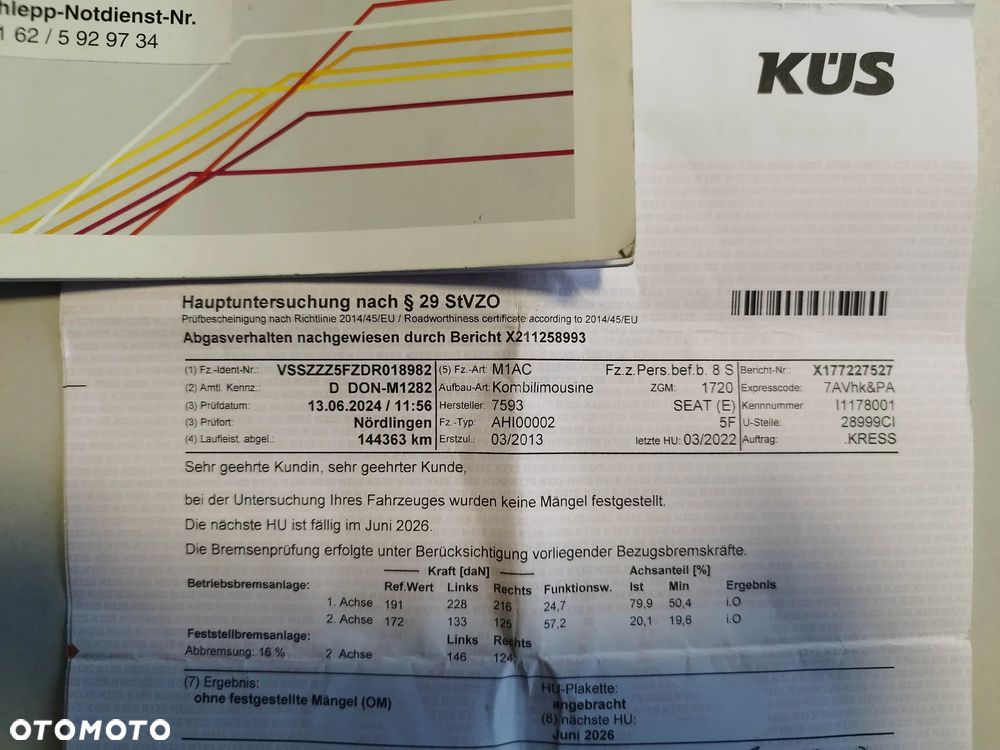 hlepp-Notdienst-Nr.
1 62 / 5 92 97 34
KÜS
Hauptuntersuchung nach § 29 StVZO
Prüfbescheinigung nach Richtlinie 2014/45/EU / Roadworthiness certificate according to 2014/45/EU
Abgasverhalten nachgewiesen durch Bericht X211258993
(1) Fz.-Ident-Nr.: VSSZZZ5FZDR018982 (5) Fz.-Art: M1AC Fz.z.Pers.bef.b. 8 S Bericht-Nr.: X177227527
(2) Amtl. Kennz.: D DON-M1282 Aufbau-Art: Kombilimousine ZGM: 1720 Expresscode: 7AVhk&PA
(3) Prüfdatum: 13.06.2024 / 11:56 Hersteller: 7593 SEAT (E) Kennnummer I1178001
(3) Prüfort: Nördlingen Fz.-Typ: AHI00002 5F U-Stelle: 28999CI
(4) Laufleist. abgel.: 144363 km Erstzul.: 03/2013 letzte HU: 03/2022 Auftrag: .KRESS
Sehr geehrte Kundin, sehr geehrter Kunde,
bei der Untersuchung Ihres Fahrzeuges wurden keine Mängel festgestellt.
Die nächste HU ist fällig im Juni 2026.
Die Bremsenprüfung erfolgte unter Berücksichtigung vorliegender Bezugsbremskräfte.
Kraft [daN] Achsanteil [%]
Betriebsbremsanlage: Ref.Wert Links Rechts Funktionsw. Ist Min Ergebnis
1. Achse 191 228 216 24,7 79,9 50,4 i.O
2. Achse 172 133 125 57,2 20,1 19,6 i.O
Feststellbremsanlage: Links Rechts
Abbremsung: 16 % 2 Achse 146 124
(7) Ergebnis: HU-Plakette:
ohne festgestellte Mängel (OM) angebracht
(8) nächste HU:
Juni 2026
OTOMOTO